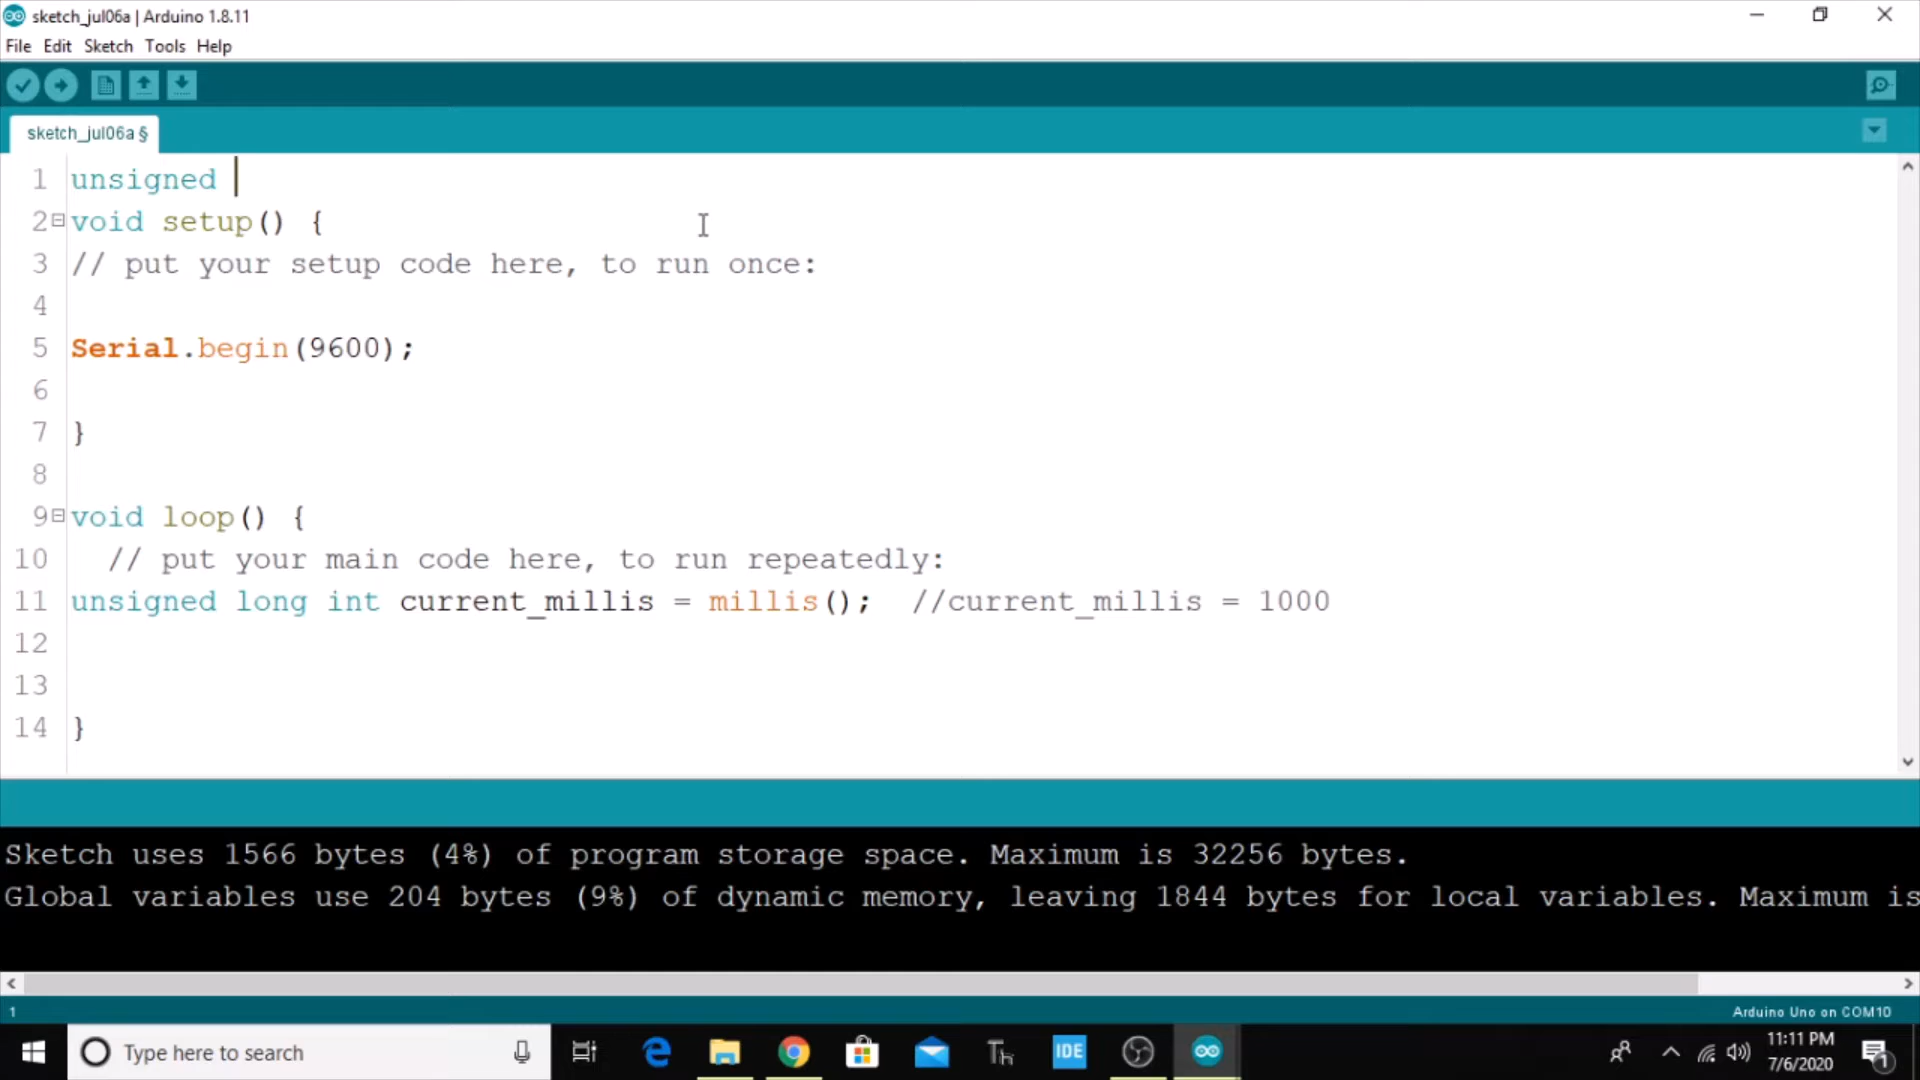 sketch_jul06a | Arduino 1.8.11
File Edit Sketch Tools Help
sketch_jul06a §
1 unsigned
2 void setup() {
3 // put your setup code here, to run once:
4
5 Serial.begin(9600);
6
7 }
8
9 void loop() {
10 // put your main code here, to run repeatedly:
11 unsigned long int current_millis = millis(); //current_millis = 1000
12
13
14 }
Sketch uses 1566 bytes (4%) of program storage space. Maximum is 32256 bytes.
Global variables use 204 bytes (9%) of dynamic memory, leaving 1844 bytes for local variables. Maximum is
1 Arduino Uno on COM10
Type here to search
Th
IDE
11:11 PM
7/6/2020
1